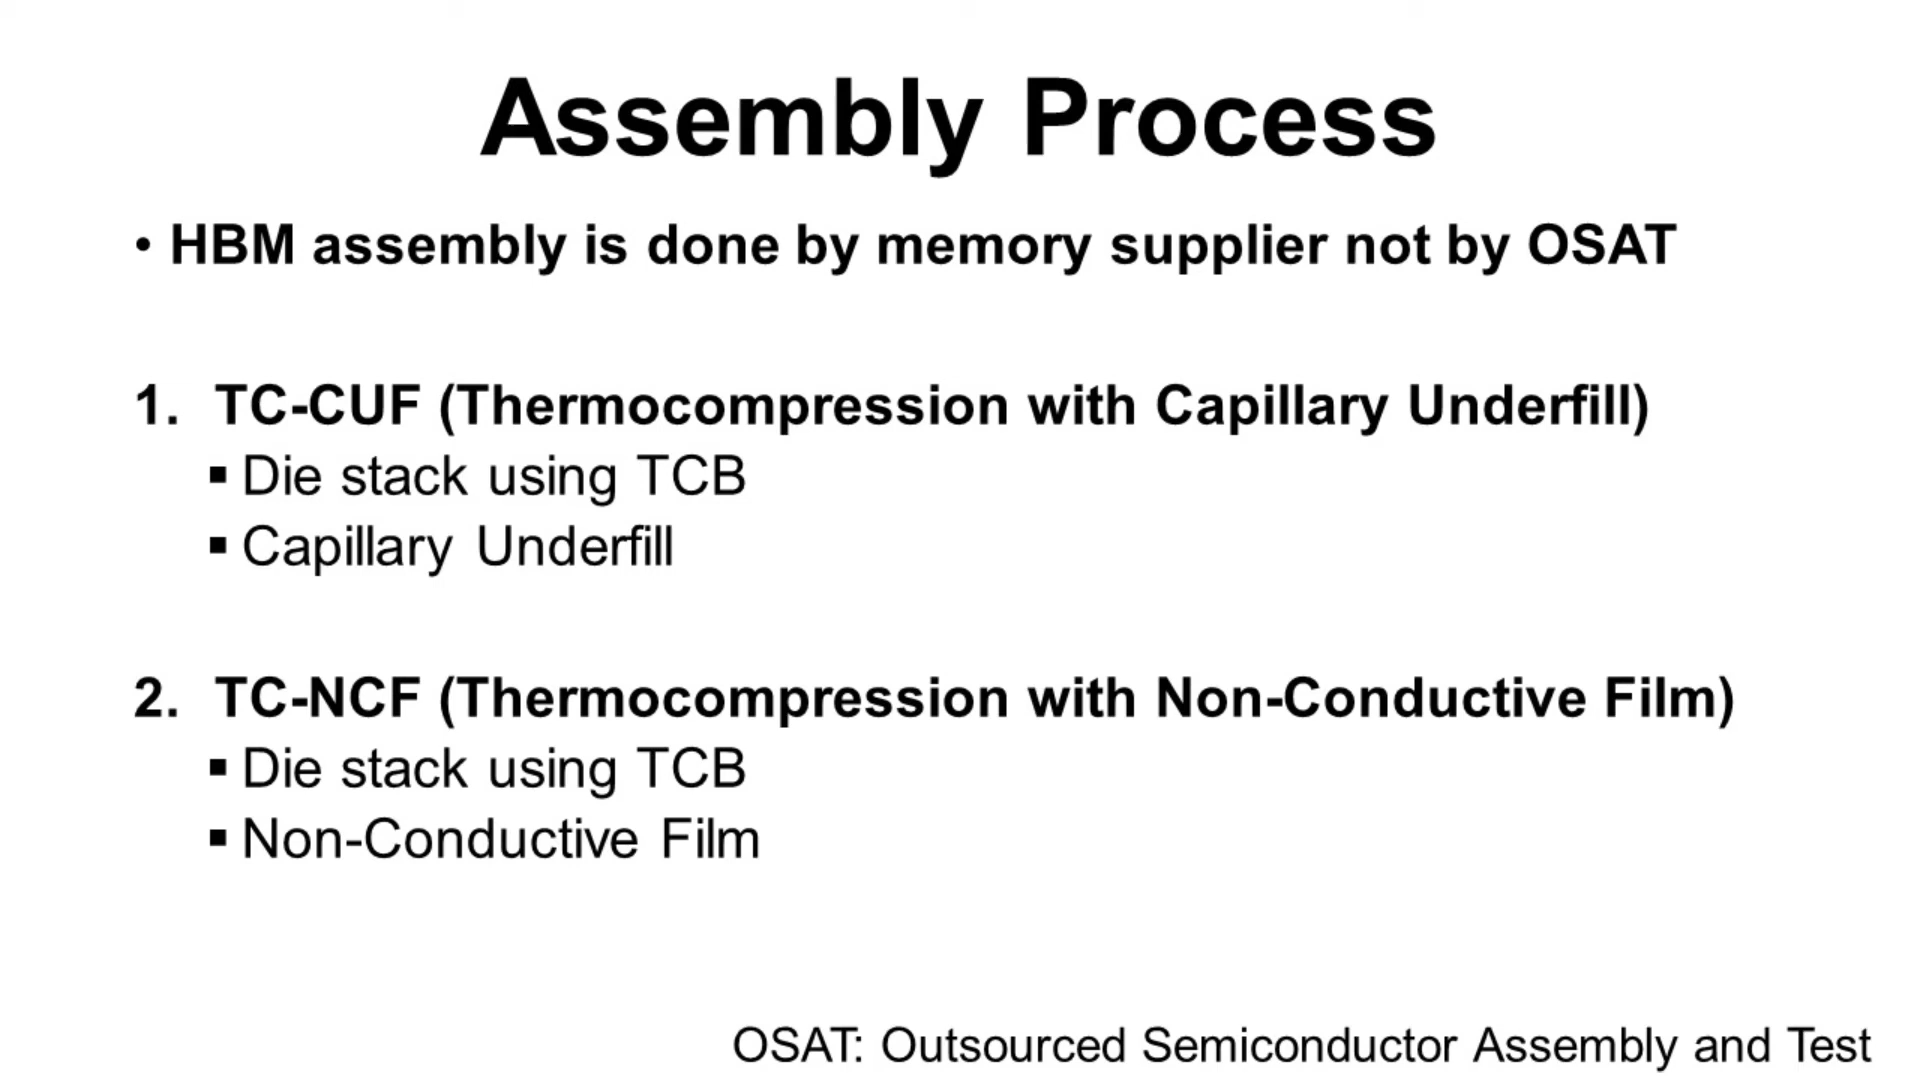 Assembly Process
• HBM assembly is done by memory supplier not by OSAT
1. TC-CUF (Thermocompression with Capillary Underfill)
▪ Die stack using TCB
▪ Capillary Underfill
2. TC-NCF (Thermocompression with Non-Conductive Film)
▪ Die stack using TCB
▪ Non-Conductive Film
OSAT: Outsourced Semiconductor Assembly and Test